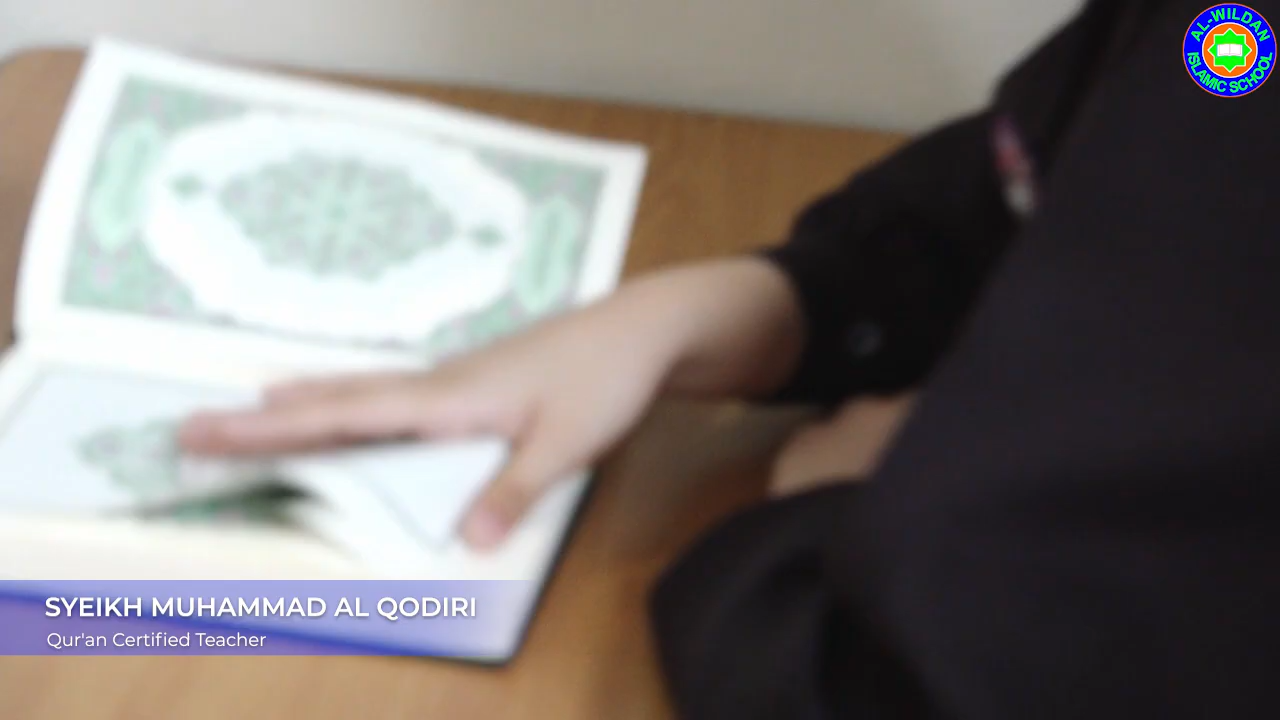 AL-WILDAN
ISLAMIC SCHOOL
SYEIKH MUHAMMAD AL QODIRI
Qur'an Certified Teacher